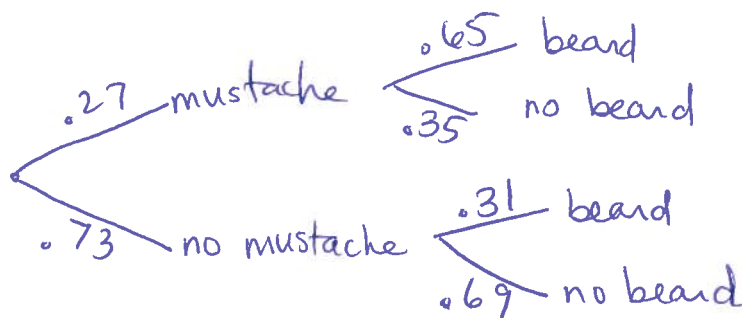 .65 beard
.27 mustache
.35 no beard
.31 beard
.73 no mustache
.69 no beard